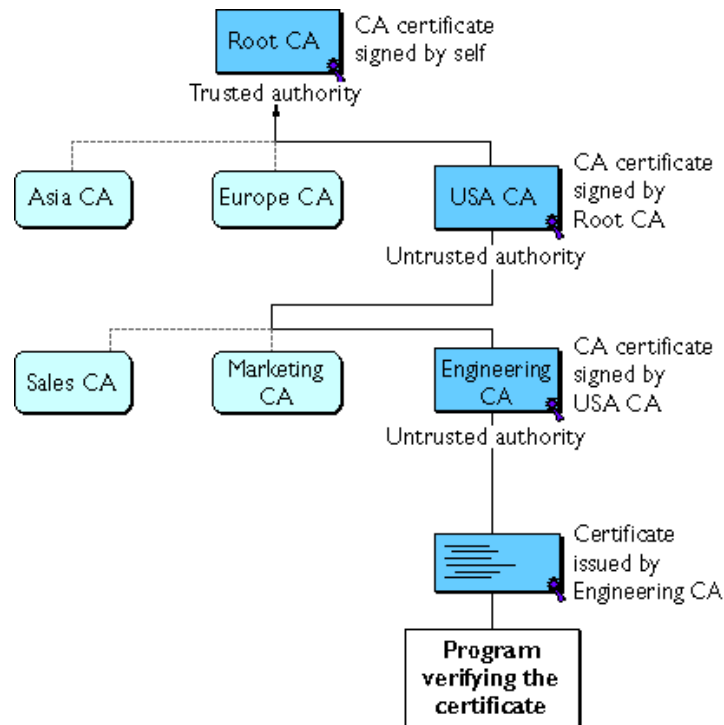 Root CA
CA certificate
signed by self
Trusted authority
Asia CA
Europe CA
USA CA
CA certificate
signed by
Root CA
Untrusted authority
Sales CA
Marketing
CA
Engineering
CA
CA certificate
signed by
USA CA
Untrusted authority
Certificate
issued by
Engineering CA
Program
verifying the
certificate